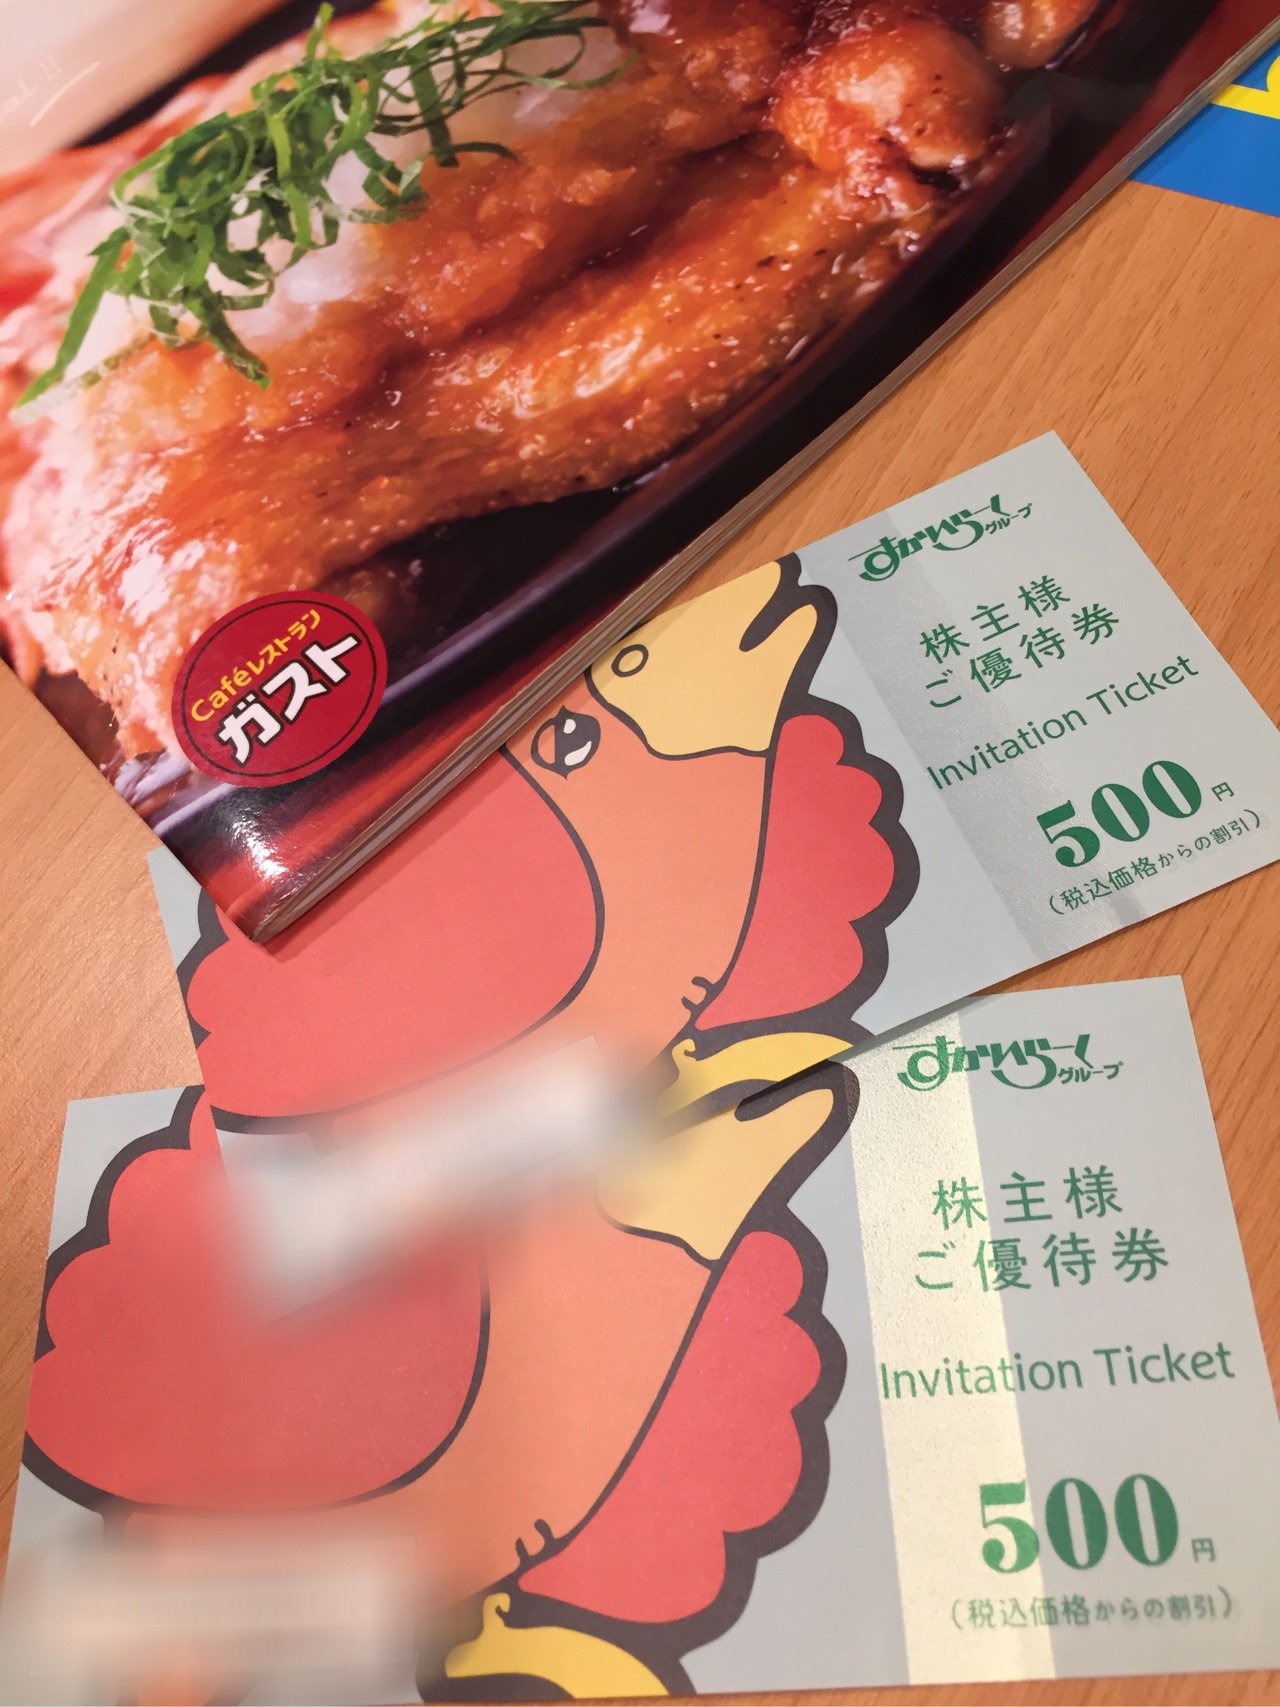 Caféレストラン
ガスト
すかいらーくグループ
株主様
ご優待券
Invitation Ticket
500円
(税込価格からの割引)
すかいらーくグループ
株主様
ご優待券
Invitation Ticket
500円
(税込価格からの割引)